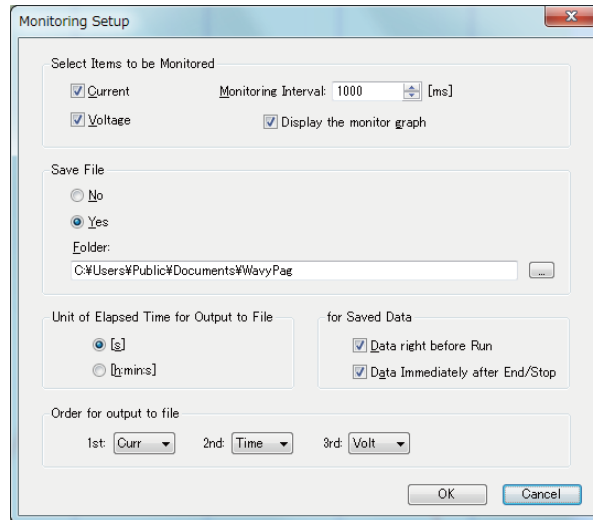 Monitoring Setup
Select Items to be Monitored
Current Monitoring Interval: 1000 [ms]
Voltage Display the monitor graph
Save File
No
Yes
Folder:
C:¥Users¥Public¥Documents¥WavyPag
...
Unit of Elapsed Time for Output to File
[s]
[h:min:s]
for Saved Data
Data right before Run
Data Immediately after End/Stop
Order for output to file
1st: Curr 2nd: Time 3rd: Volt
OK Cancel